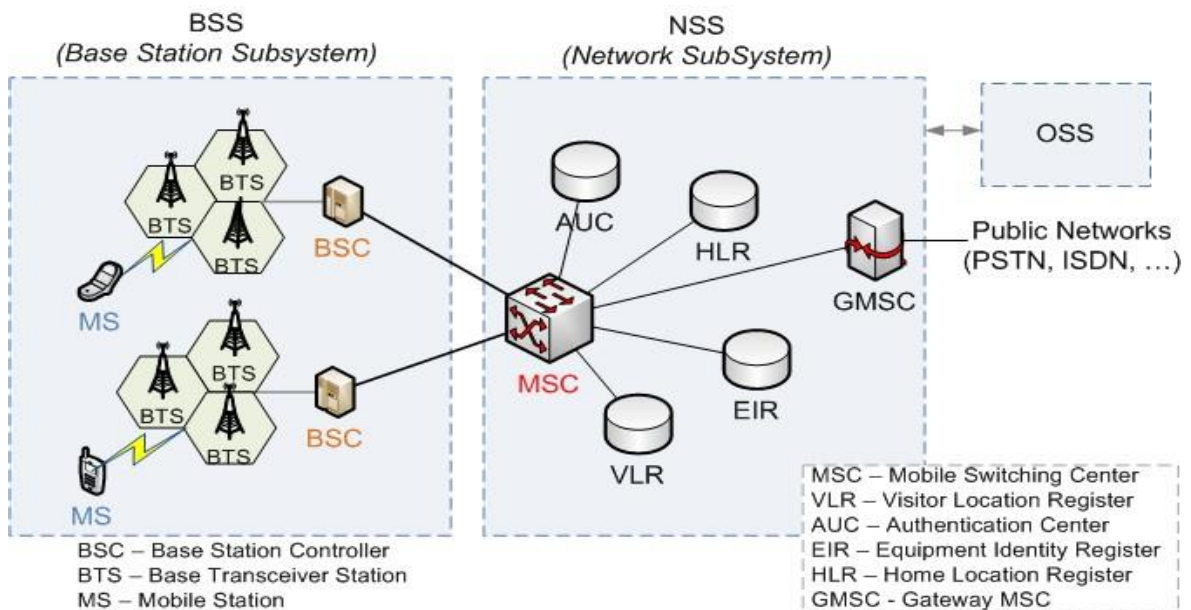 BSS
(Base Station Subsystem)
NSS
(Network SubSystem)
OSS
BTS
BTS
BTS
BSC
MS
BTS
BTS
BTS
BSC
MS
AUC
HLR
MSC
VLR
EIR
GMSC
Public Networks
(PSTN, ISDN, ...)
BSC – Base Station Controller
BTS – Base Transceiver Station
MS – Mobile Station
MSC – Mobile Switching Center
VLR – Visitor Location Register
AUC – Authentication Center
EIR – Equipment Identity Register
HLR – Home Location Register
GMSC - Gateway MSC